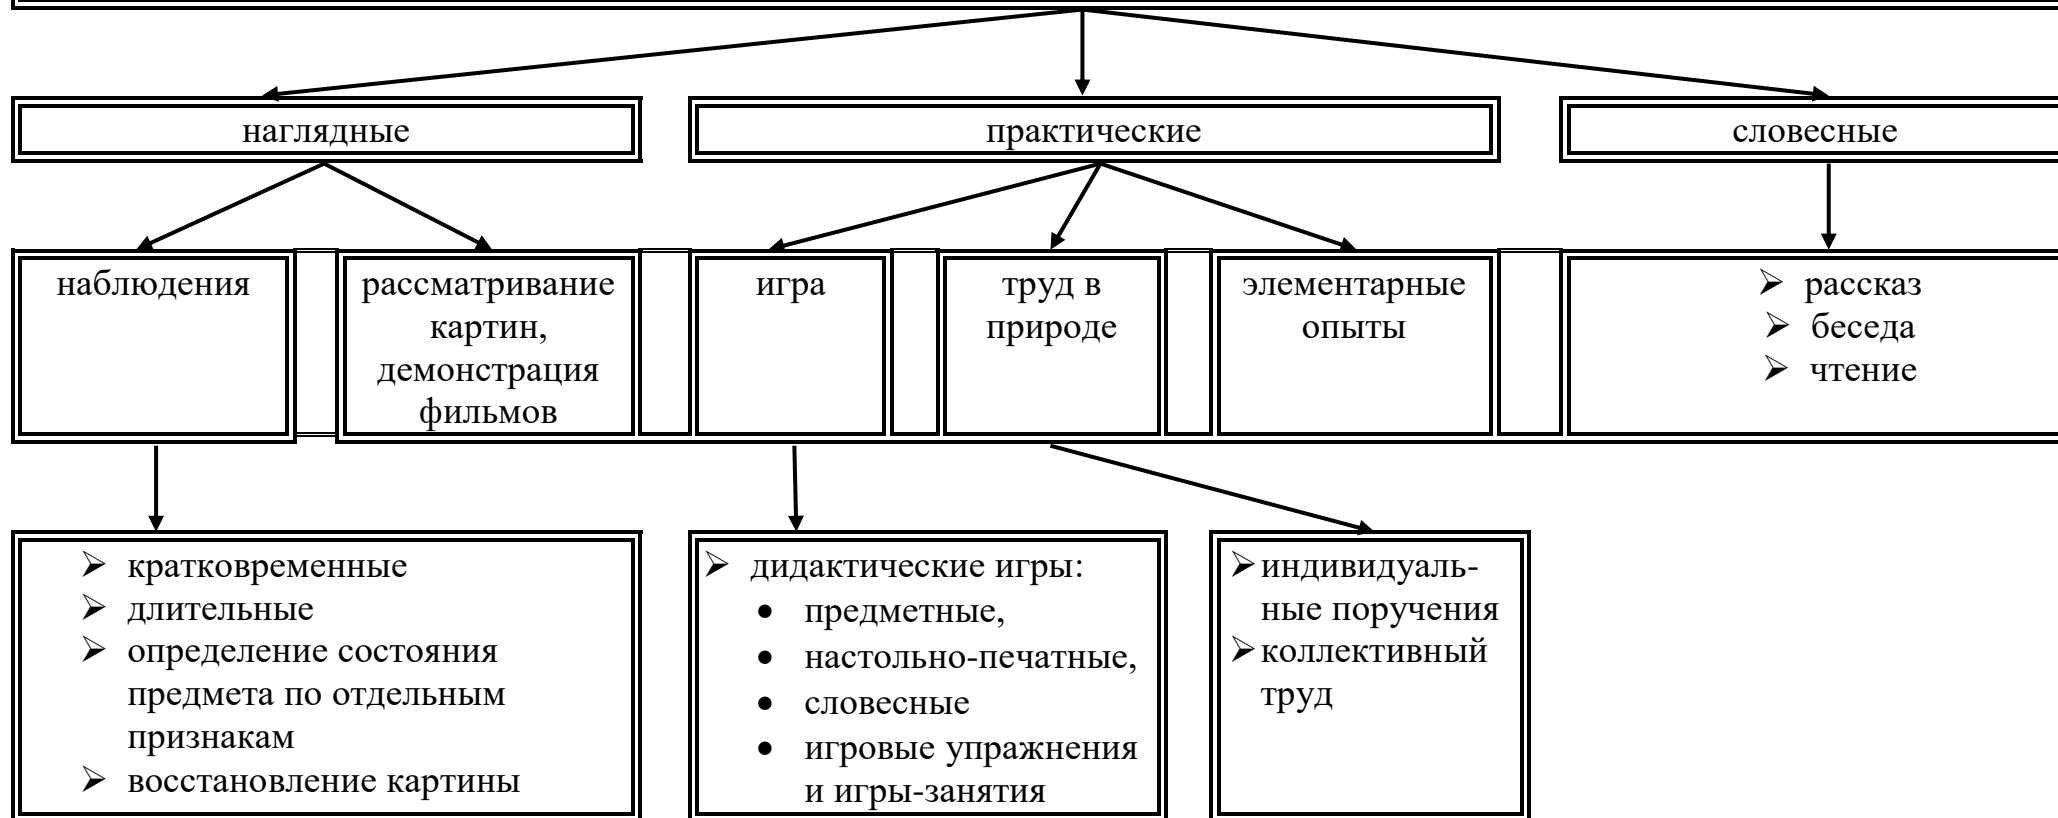 наглядные
практические
словесные
наблюдения
рассматривание
картин,
демонстрация
фильмов
игра
труд в
природе
элементарные
опыты
рассказ
беседа
чтение
кратковременные
длительные
определение состояния
предмета по отдельным
признакам
восстановление картины
дидактические игры:
предметные,
настольно-печатные,
словесные
игровые упражнения
и игры-занятия
индивидуаль-
ные поручения
коллективный
труд